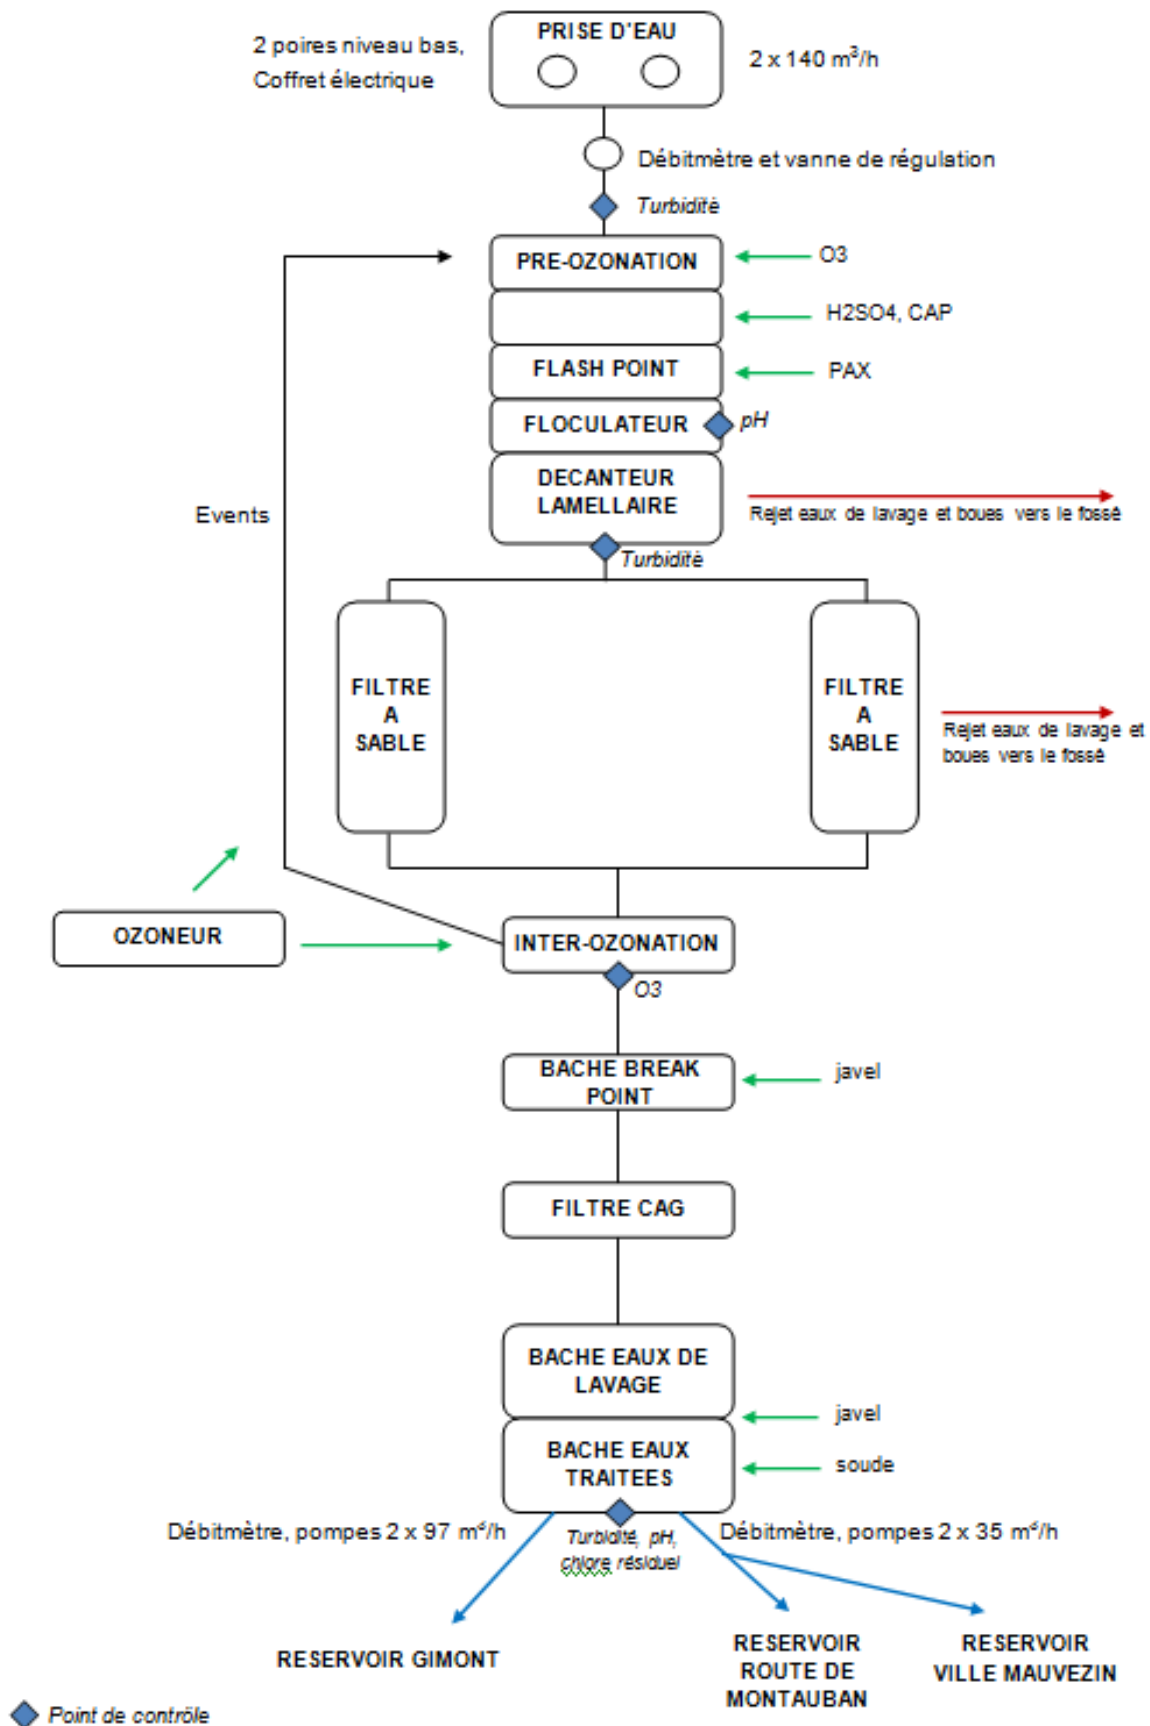 PRISE D'EAU
2 poires niveau bas,
Coffret électrique
2 x 140 m³/h
Débitmètre et vanne de régulation
Turbidité
PRE-OZONATION
O3
H2SO4, CAP
FLASH POINT
PAX
FLOCULATEUR
pH
DECANTEUR
LAMELLAIRE
Rejet eaux de lavage et boues vers le fossé
Events
Turbidité
FILTRE
A
SABLE
FILTRE
A
SABLE
Rejet eaux de lavage et
boues vers le fossé
OZONEUR
INTER-OZONATION
O3
BACHE BREAK
POINT
javel
FILTRE CAG
BACHE EAUX DE
LAVAGE
javel
BACHE EAUX
TRAITEES
soude
Débitmètre, pompes 2 x 97 m³/h
Turbidité, pH,
chlore résiduel
Débitmètre, pompes 2 x 35 m³/h
RESERVOIR GIMONT
RESERVOIR
ROUTE DE
MONTAUBAN
RESERVOIR
VILLE MAUVEZIN
Point de contrôle